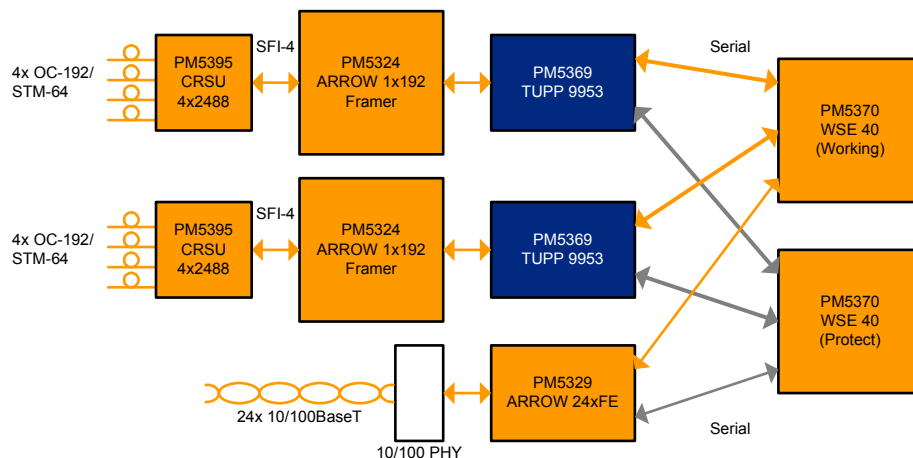 4x OC-192/
STM-64
PM5395
CRSU
4x2488
SFI-4
PM5324
ARROW 1x192
Framer
PM5369
TUPP 9953
Serial
PM5370
WSE 40
(Working)
4x OC-192/
STM-64
PM5395
CRSU
4x2488
SFI-4
PM5324
ARROW 1x192
Framer
PM5369
TUPP 9953
PM5370
WSE 40
(Protect)
24x 10/100BaseT
10/100 PHY
PM5329
ARROW 24xFE
Serial